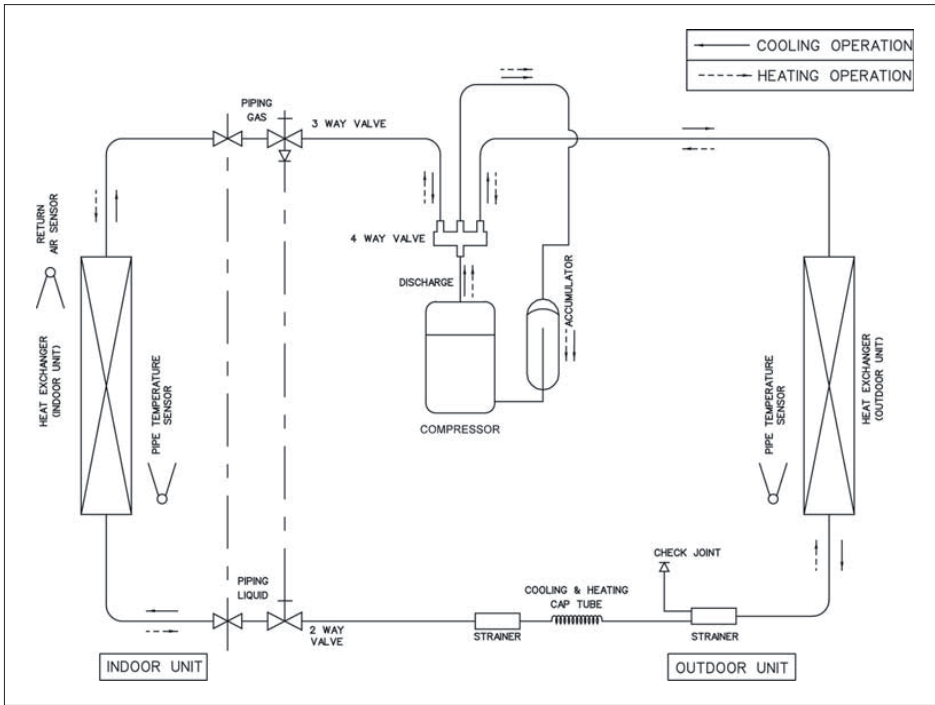 COOLING OPERATION
HEATING OPERATION
PIPING
GAS
3 WAY VALVE
RETURN
AIR SENSOR
4 WAY VALVE
DISCHARGE
ACCUMULATOR
HEAT EXCHANGER
(INDOOR UNIT)
PIPE TEMPERATURE
SENSOR
COMPRESSOR
PIPE TEMPERATURE
SENSOR
HEAT EXCHANGER
(OUTDOOR UNIT)
PIPING
LIQUID
2 WAY
VALVE
STRAINER
COOLING & HEATING
CAP TUBE
CHECK JOINT
STRAINER
INDOOR UNIT
OUTDOOR UNIT